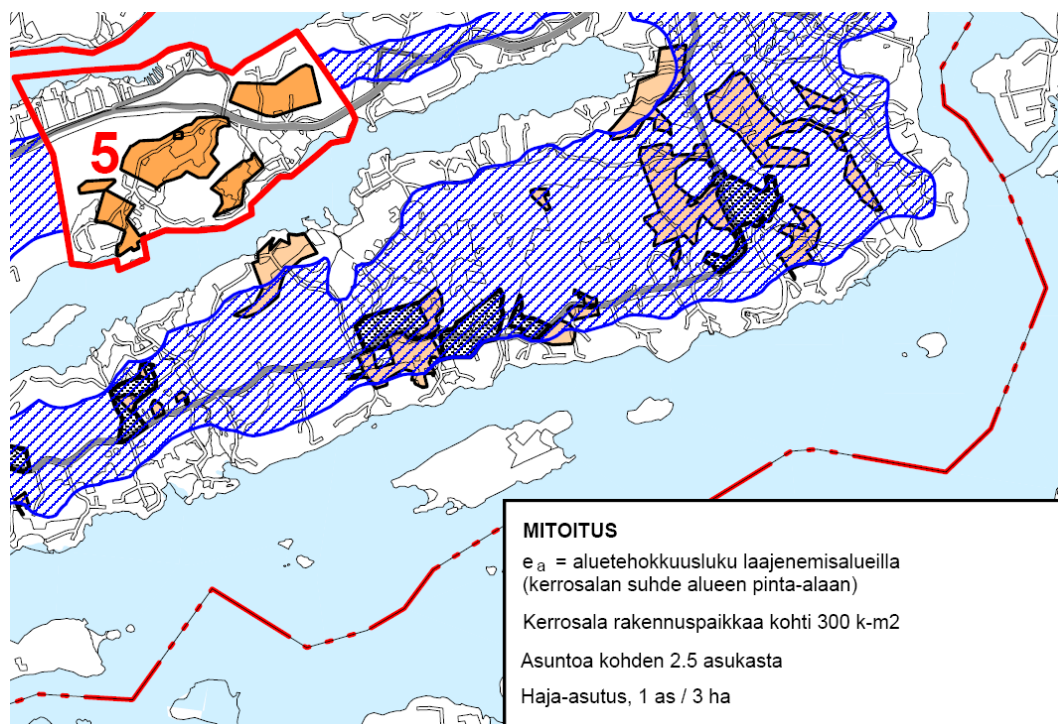 5
MITOITUS
e a = aluetehokkuusluku laajenemisalueilla
(kerrosalan suhde alueen pinta-alaan)
Kerrosala rakennuspaikkaa kohti 300 k-m2
Asuntoa kohden 2.5 asukasta
Haja-asutus, 1 as / 3 ha